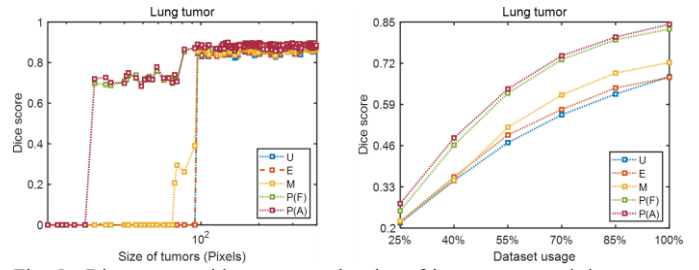 Lung tumor
1
0.8
0.6
0.4
0.2
0
Dice score
U
E
M
P(F)
P(A)
10²
Size of tumors (Pixels)
Lung tumor
0.85
0.72
0.59
0.46
0.33
0.2
Dice score
U
E
M
P(F)
P(A)
25% 40% 55% 70% 85% 100%
Dataset usage